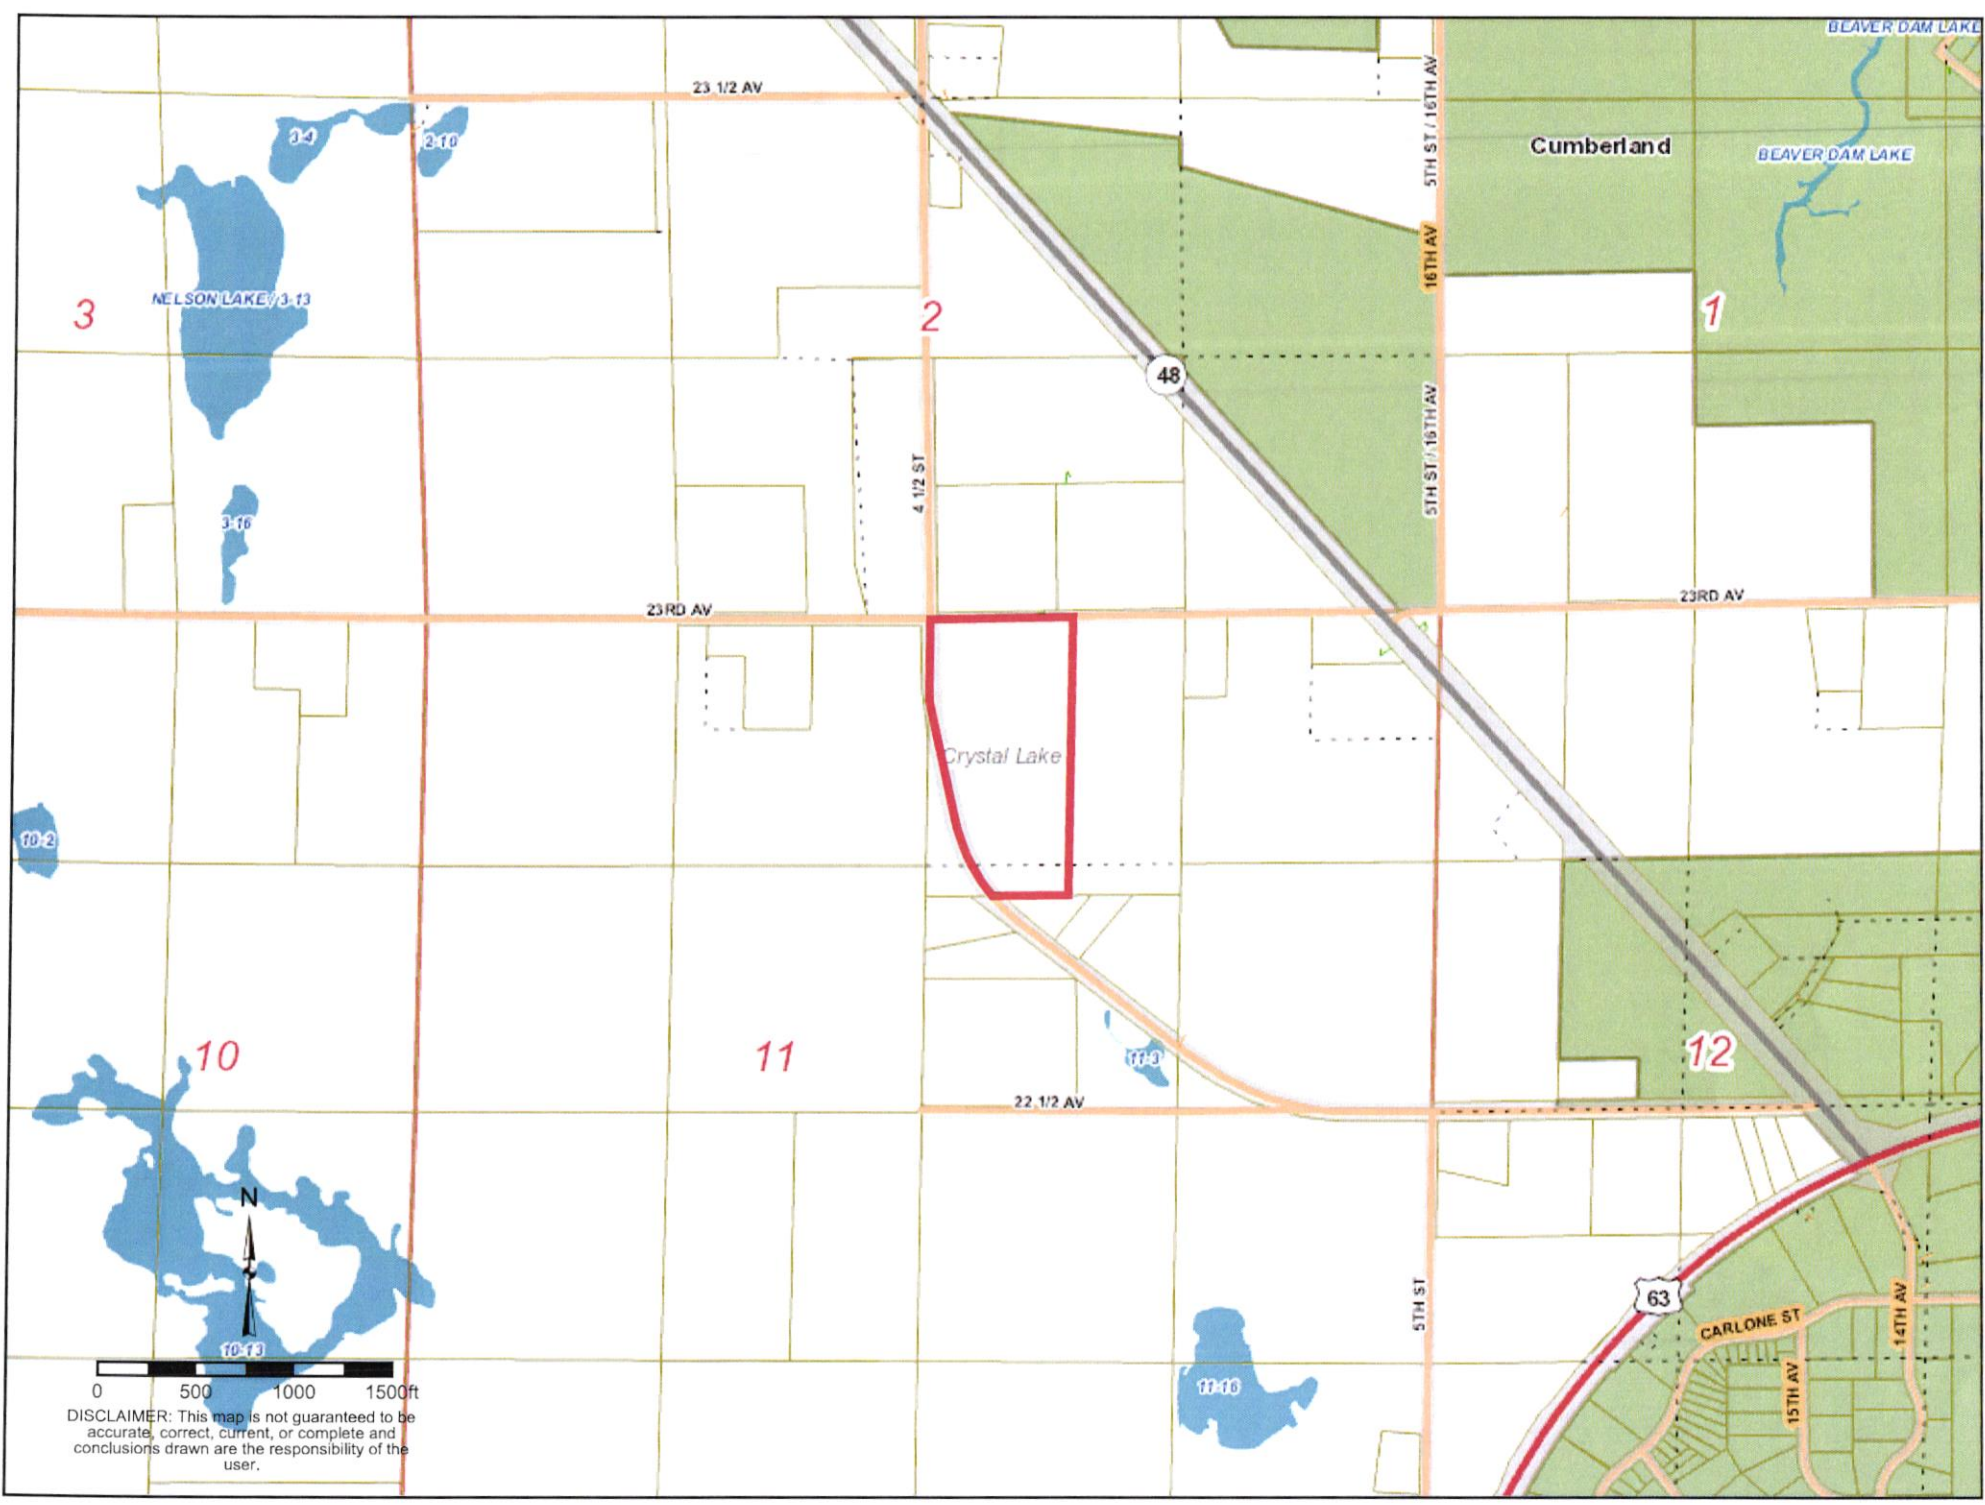 BEAVER DAM LAKE
23 1/2 AV
5TH ST / 16TH AV
3-4
2-10
Cumberland
BEAVER DAM LAKE
16TH AV
NELSON LAKE / 3-13
3
2
1
48
5TH ST / 16TH AV
4 1/2 ST
3-16
23RD AV
23RD AV
Crystal Lake
10-2
10
11
11-3
12
22 1/2 AV
N
63
5TH ST
CARLONE ST
14TH AV
10-13
15TH AV
11-16
0 500 1000 1500ft
DISCLAIMER: This map is not guaranteed to be
accurate, correct, current, or complete and
conclusions drawn are the responsibility of the
user.